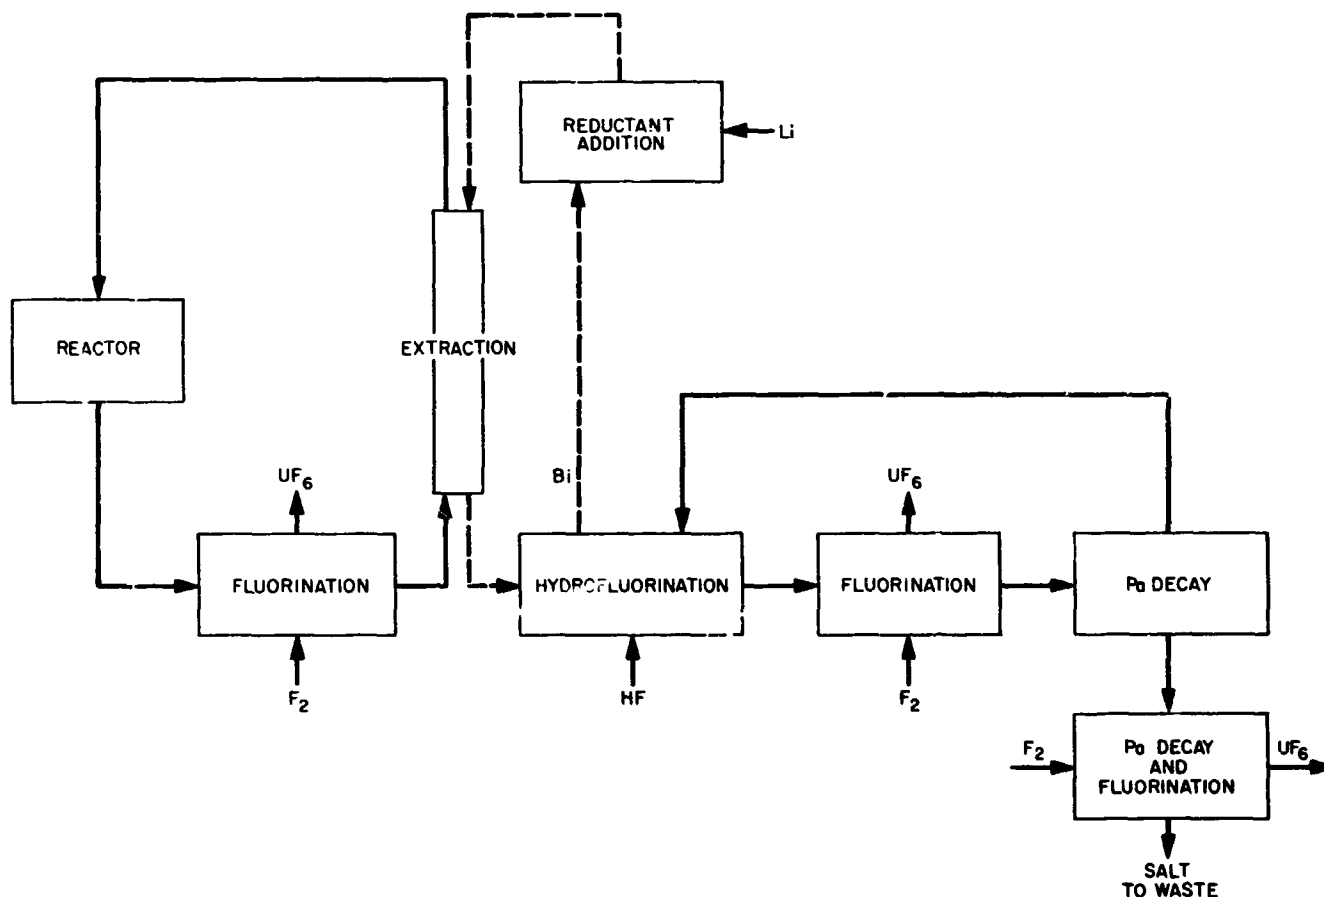 REDUCTANT
ADDITION
Li
REACTOR
EXTRACTION
Bi
UF6
UF6
FLUORINATION
HYDROFLUORINATION
FLUORINATION
Pa DECAY
F2
HF
F2
F2
Pa DECAY
AND
FLUORINATION
UF6
SALT
TO WASTE